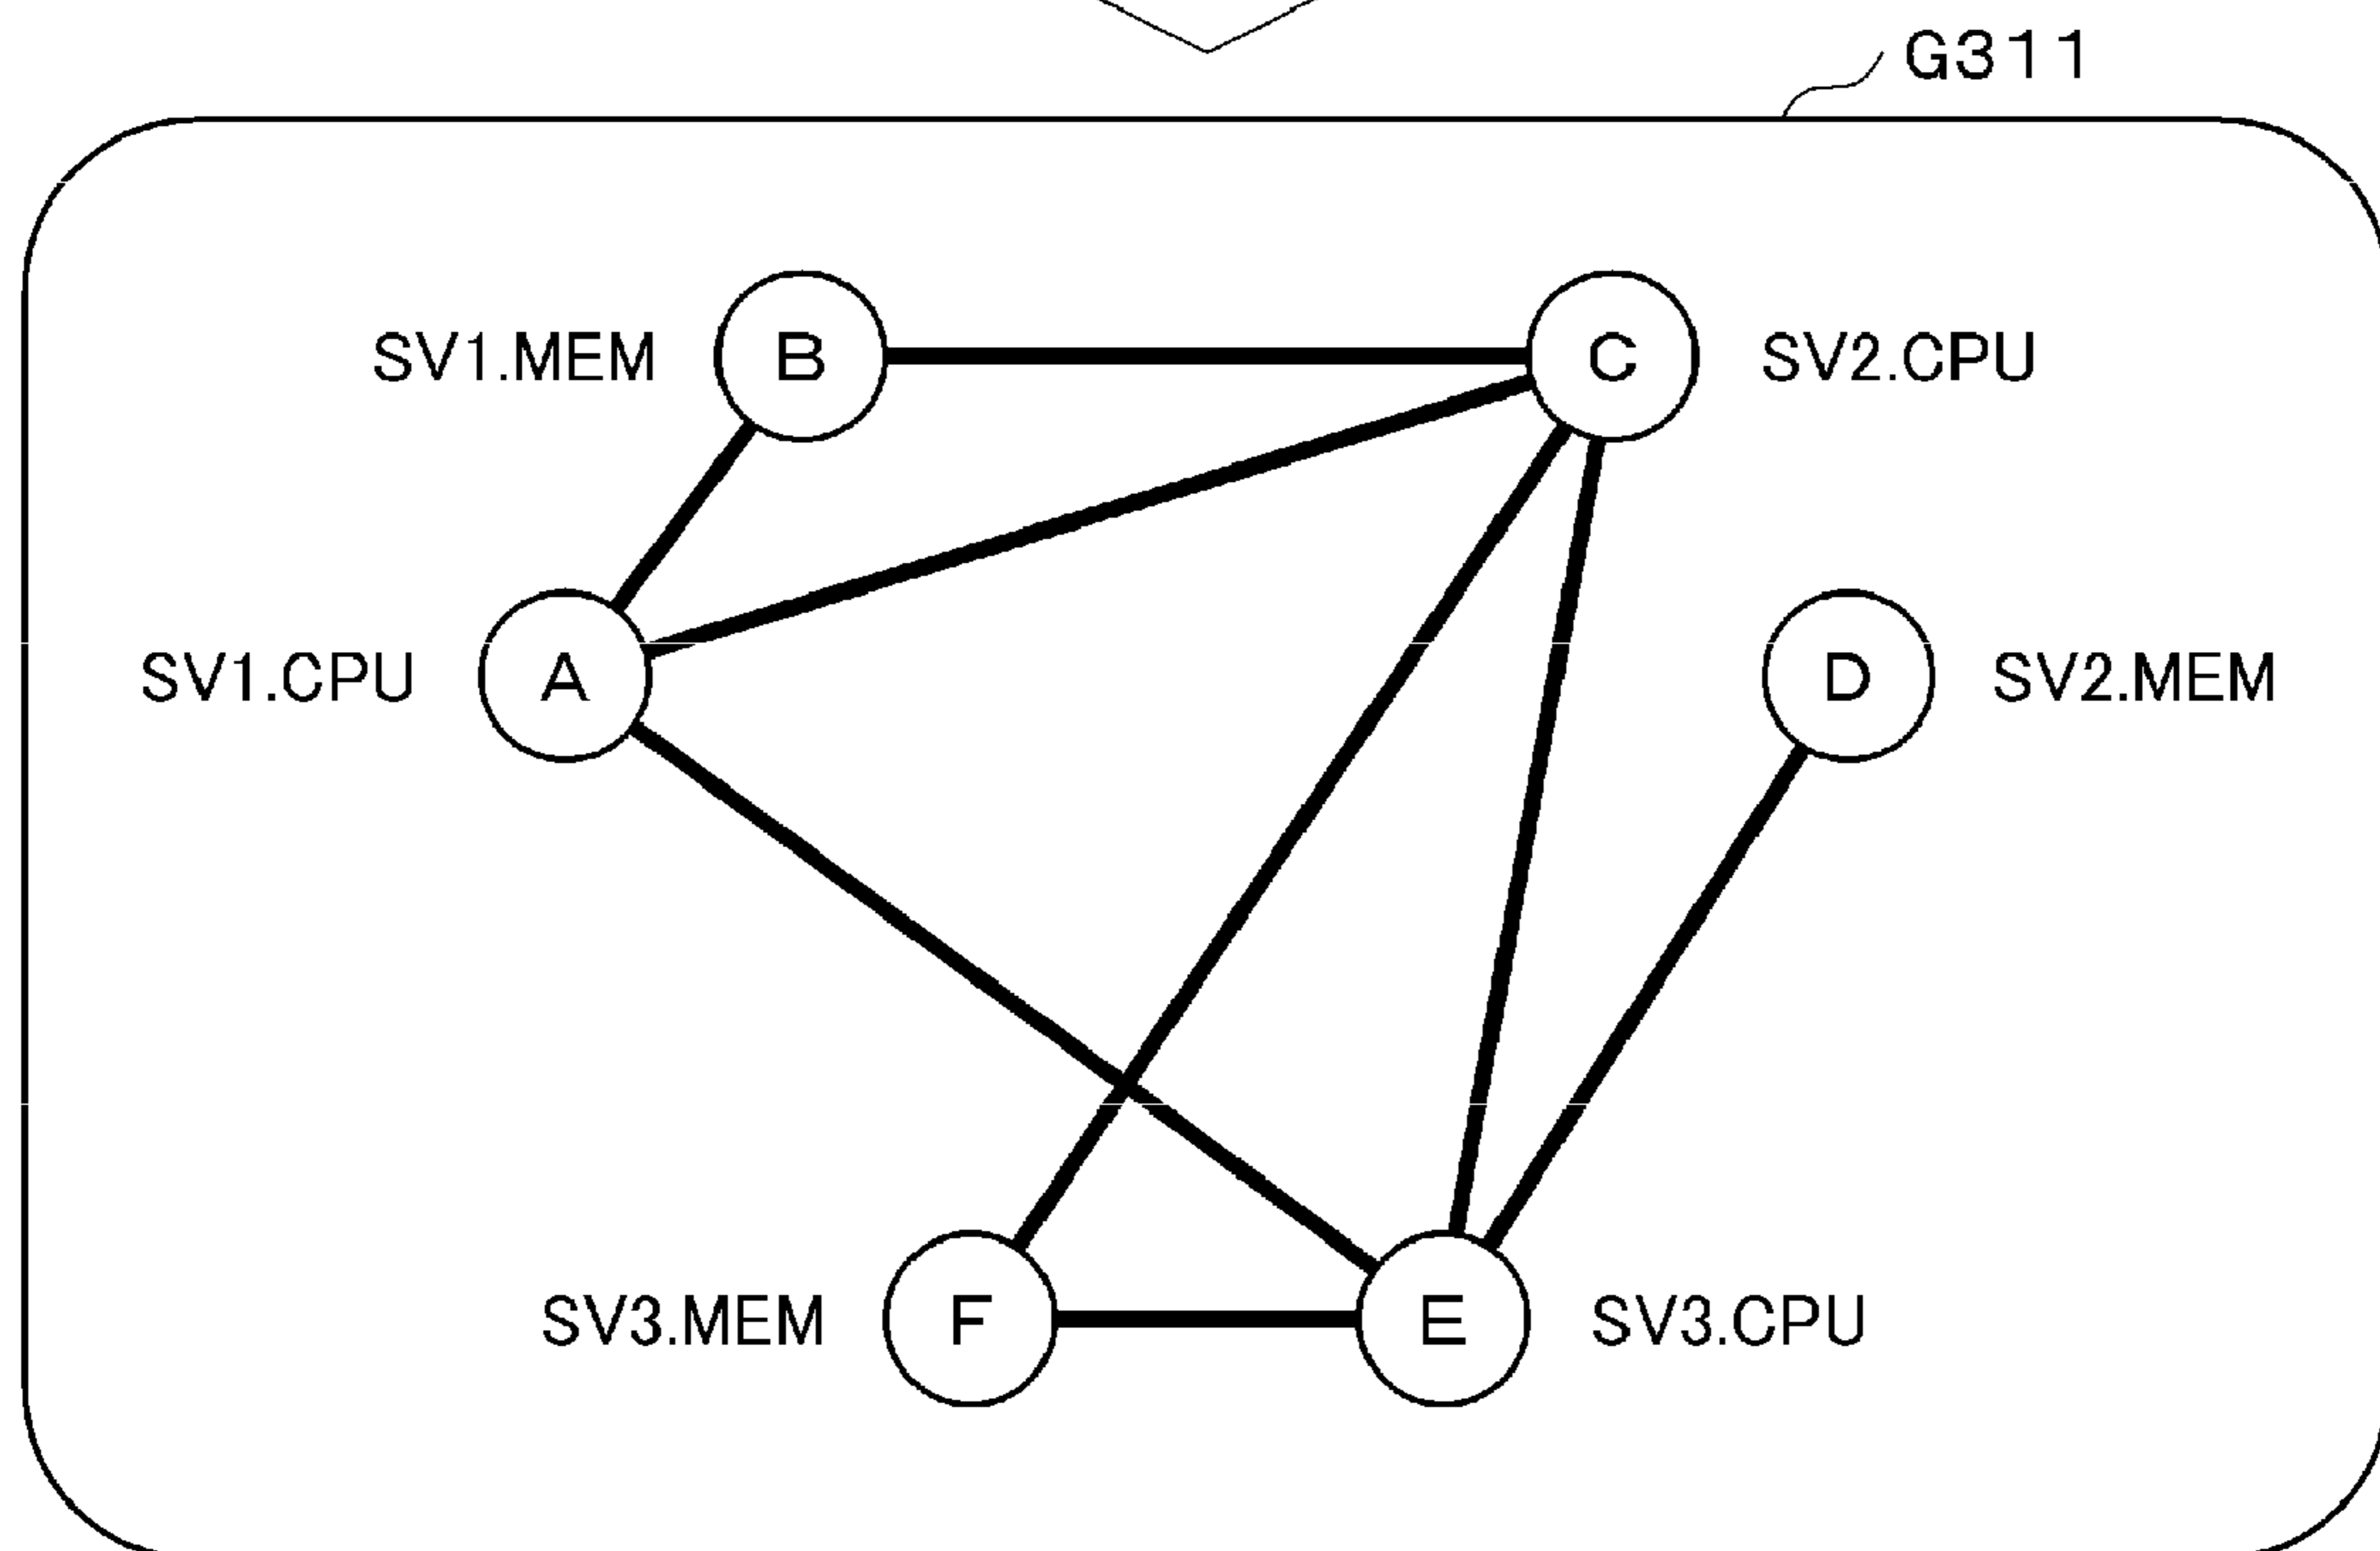 G311
SV1.MEM B C SV2.CPU
SV1.CPU A D SV2.MEM
SV3.MEM F E SV3.CPU